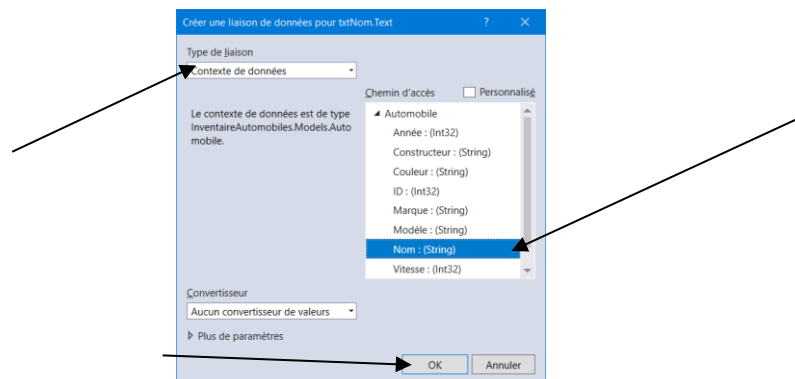 Créer une liaison de données pour txtNom.Text ? ×
Type de liaison
Contexte de données
Chemin d'accès Personnalisé
Le contexte de données est de type
InventaireAutomobiles.Models.Auto
mobile.
Automobile
Année : (Int32)
Constructeur : (String)
Couleur : (String)
ID : (Int32)
Marque : (String)
Modèle : (String)
Nom : (String)
Vitesse : (Int32)
Convertisseur
Aucun convertisseur de valeurs
Plus de paramètres
OK Annuler